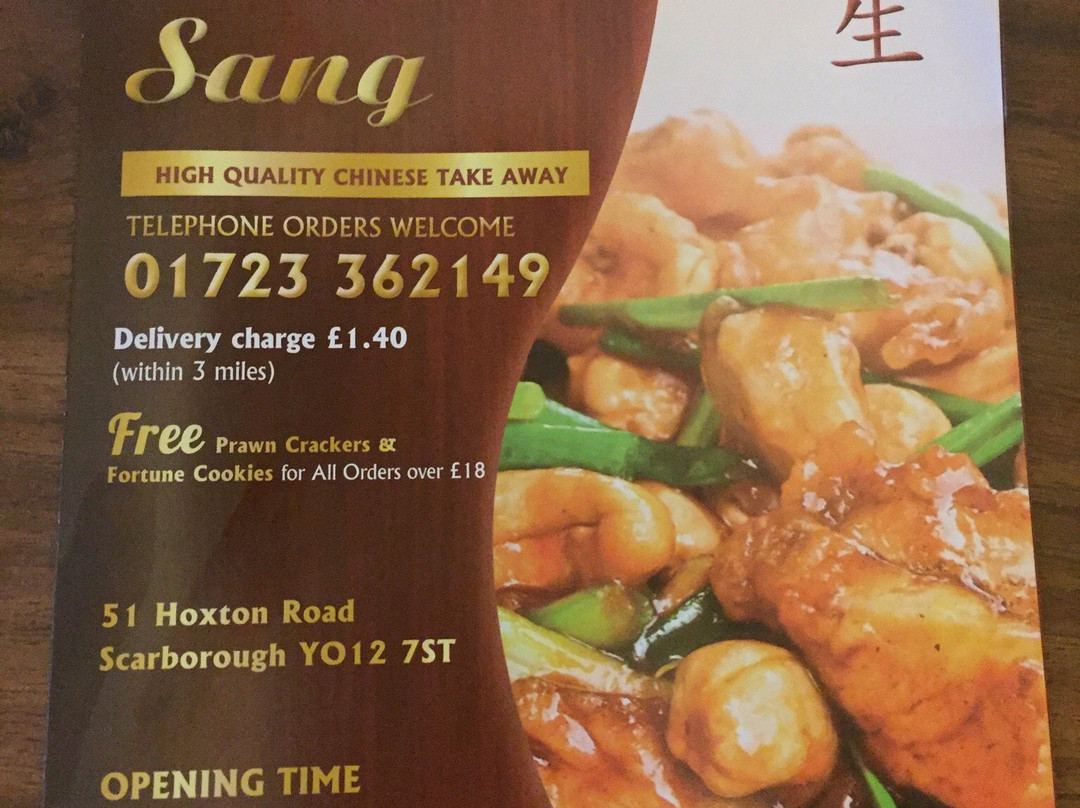 Sang
生
HIGH QUALITY CHINESE TAKE AWAY
TELEPHONE ORDERS WELCOME
01723 362149
Delivery charge £1.40
(within 3 miles)
Free Prawn Crackers &
Fortune Cookies for All Orders over £18
51 Hoxton Road
Scarborough YO12 7ST
OPENING TIME